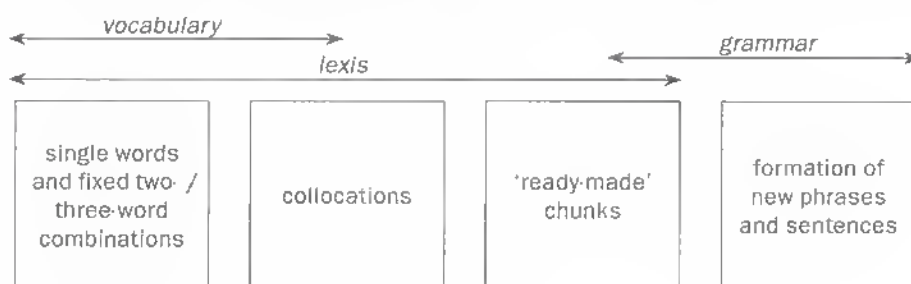 vocabulary
grammar
lexis
single words
and fixed two- /
three-word
combinations
collocations
'ready-made'
chunks
formation of
new phrases
and sentences